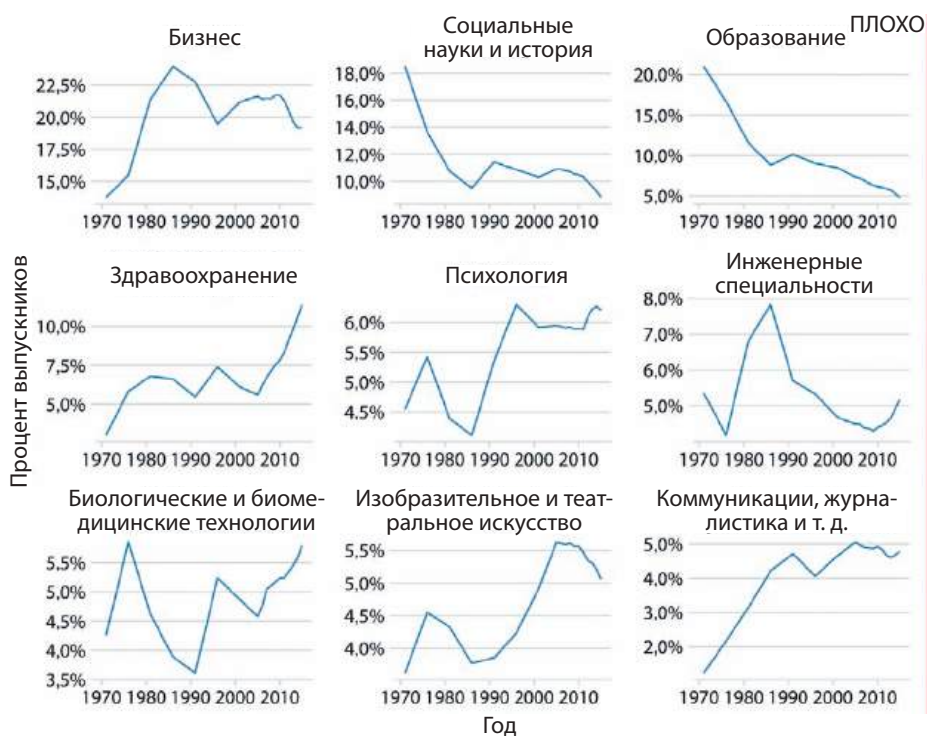 ПЛОХО
Бизнес
Социальные
науки и история
Образование
22,5%
20,0%
17,5%
15,0%
1970 1980 1990 2000 2010
18,0%
16,0%
14,0%
12,0%
10,0%
1970 1980 1990 2000 2010
20,0%
15,0%
10,0%
5,0%
1970 1980 1990 2000 2010
Процент выпускников
Здравоохранение
Психология
Инженерные
специальности
10,0%
7,5%
5,0%
1970 1980 1990 2000 2010
6,0%
5,5%
5,0%
4,5%
1970 1980 1990 2000 2010
8,0%
7,0%
6,0%
5,0%
1970 1980 1990 2000 2010
Биологические и биоме-
дицинские технологии
Изобразительное и теат-
ральное искусство
Коммуникации, журна-
листика и т. д.
5,5%
5,0%
4,5%
4,0%
3,5%
1970 1980 1990 2000 2010
5,5%
5,0%
4,5%
4,0%
1970 1980 1990 2000 2010
5,0%
4,0%
3,0%
2,0%
1970 1980 1990 2000 2010
Год